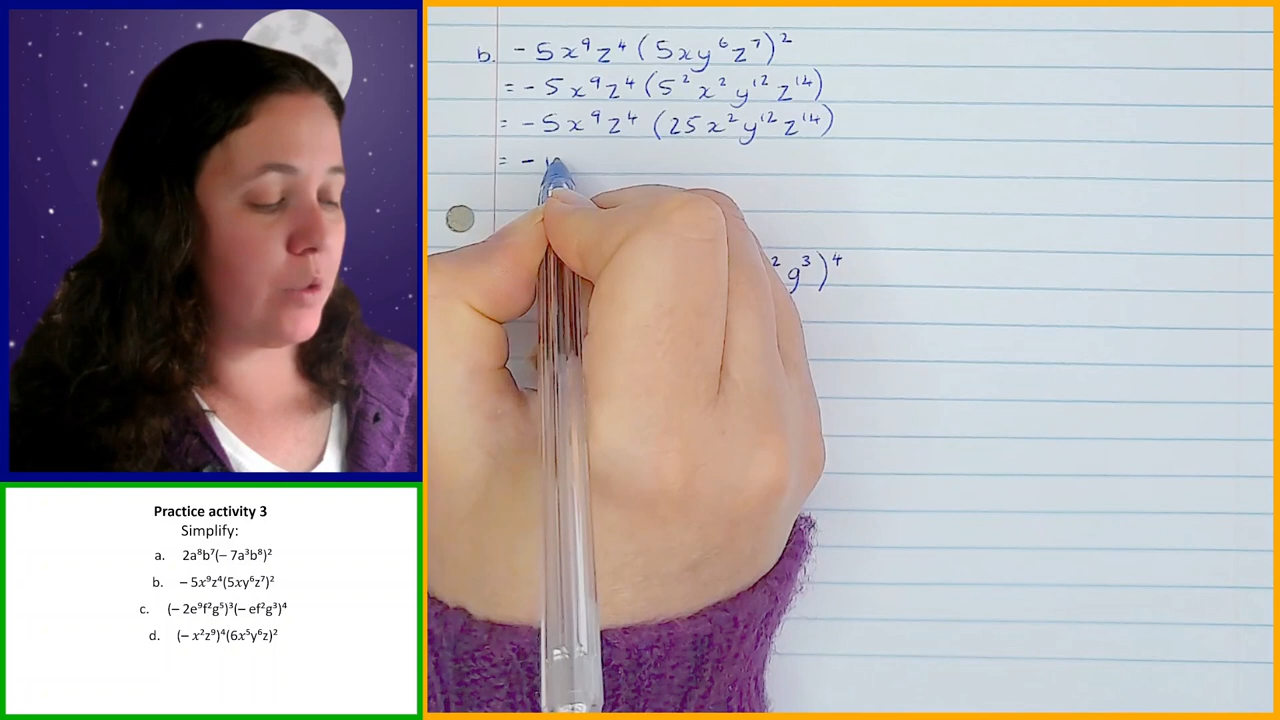 b. - 5x⁹z⁴(5xy⁶z⁷)²
= - 5x⁹z⁴(5²x²y¹²z¹⁴)
= - 5x⁹z⁴(25x²y¹²z¹⁴)
= -
² g³)⁴
Practice activity 3
Simplify:
a. 2a⁸b⁷(– 7a³b⁸)²
b. – 5x⁹z⁴(5xy⁶z⁷)²
c. (– 2e⁹f²g⁵)³(– ef²g³)⁴
d. (– x²z⁹)⁴(6x⁵y⁶z)²